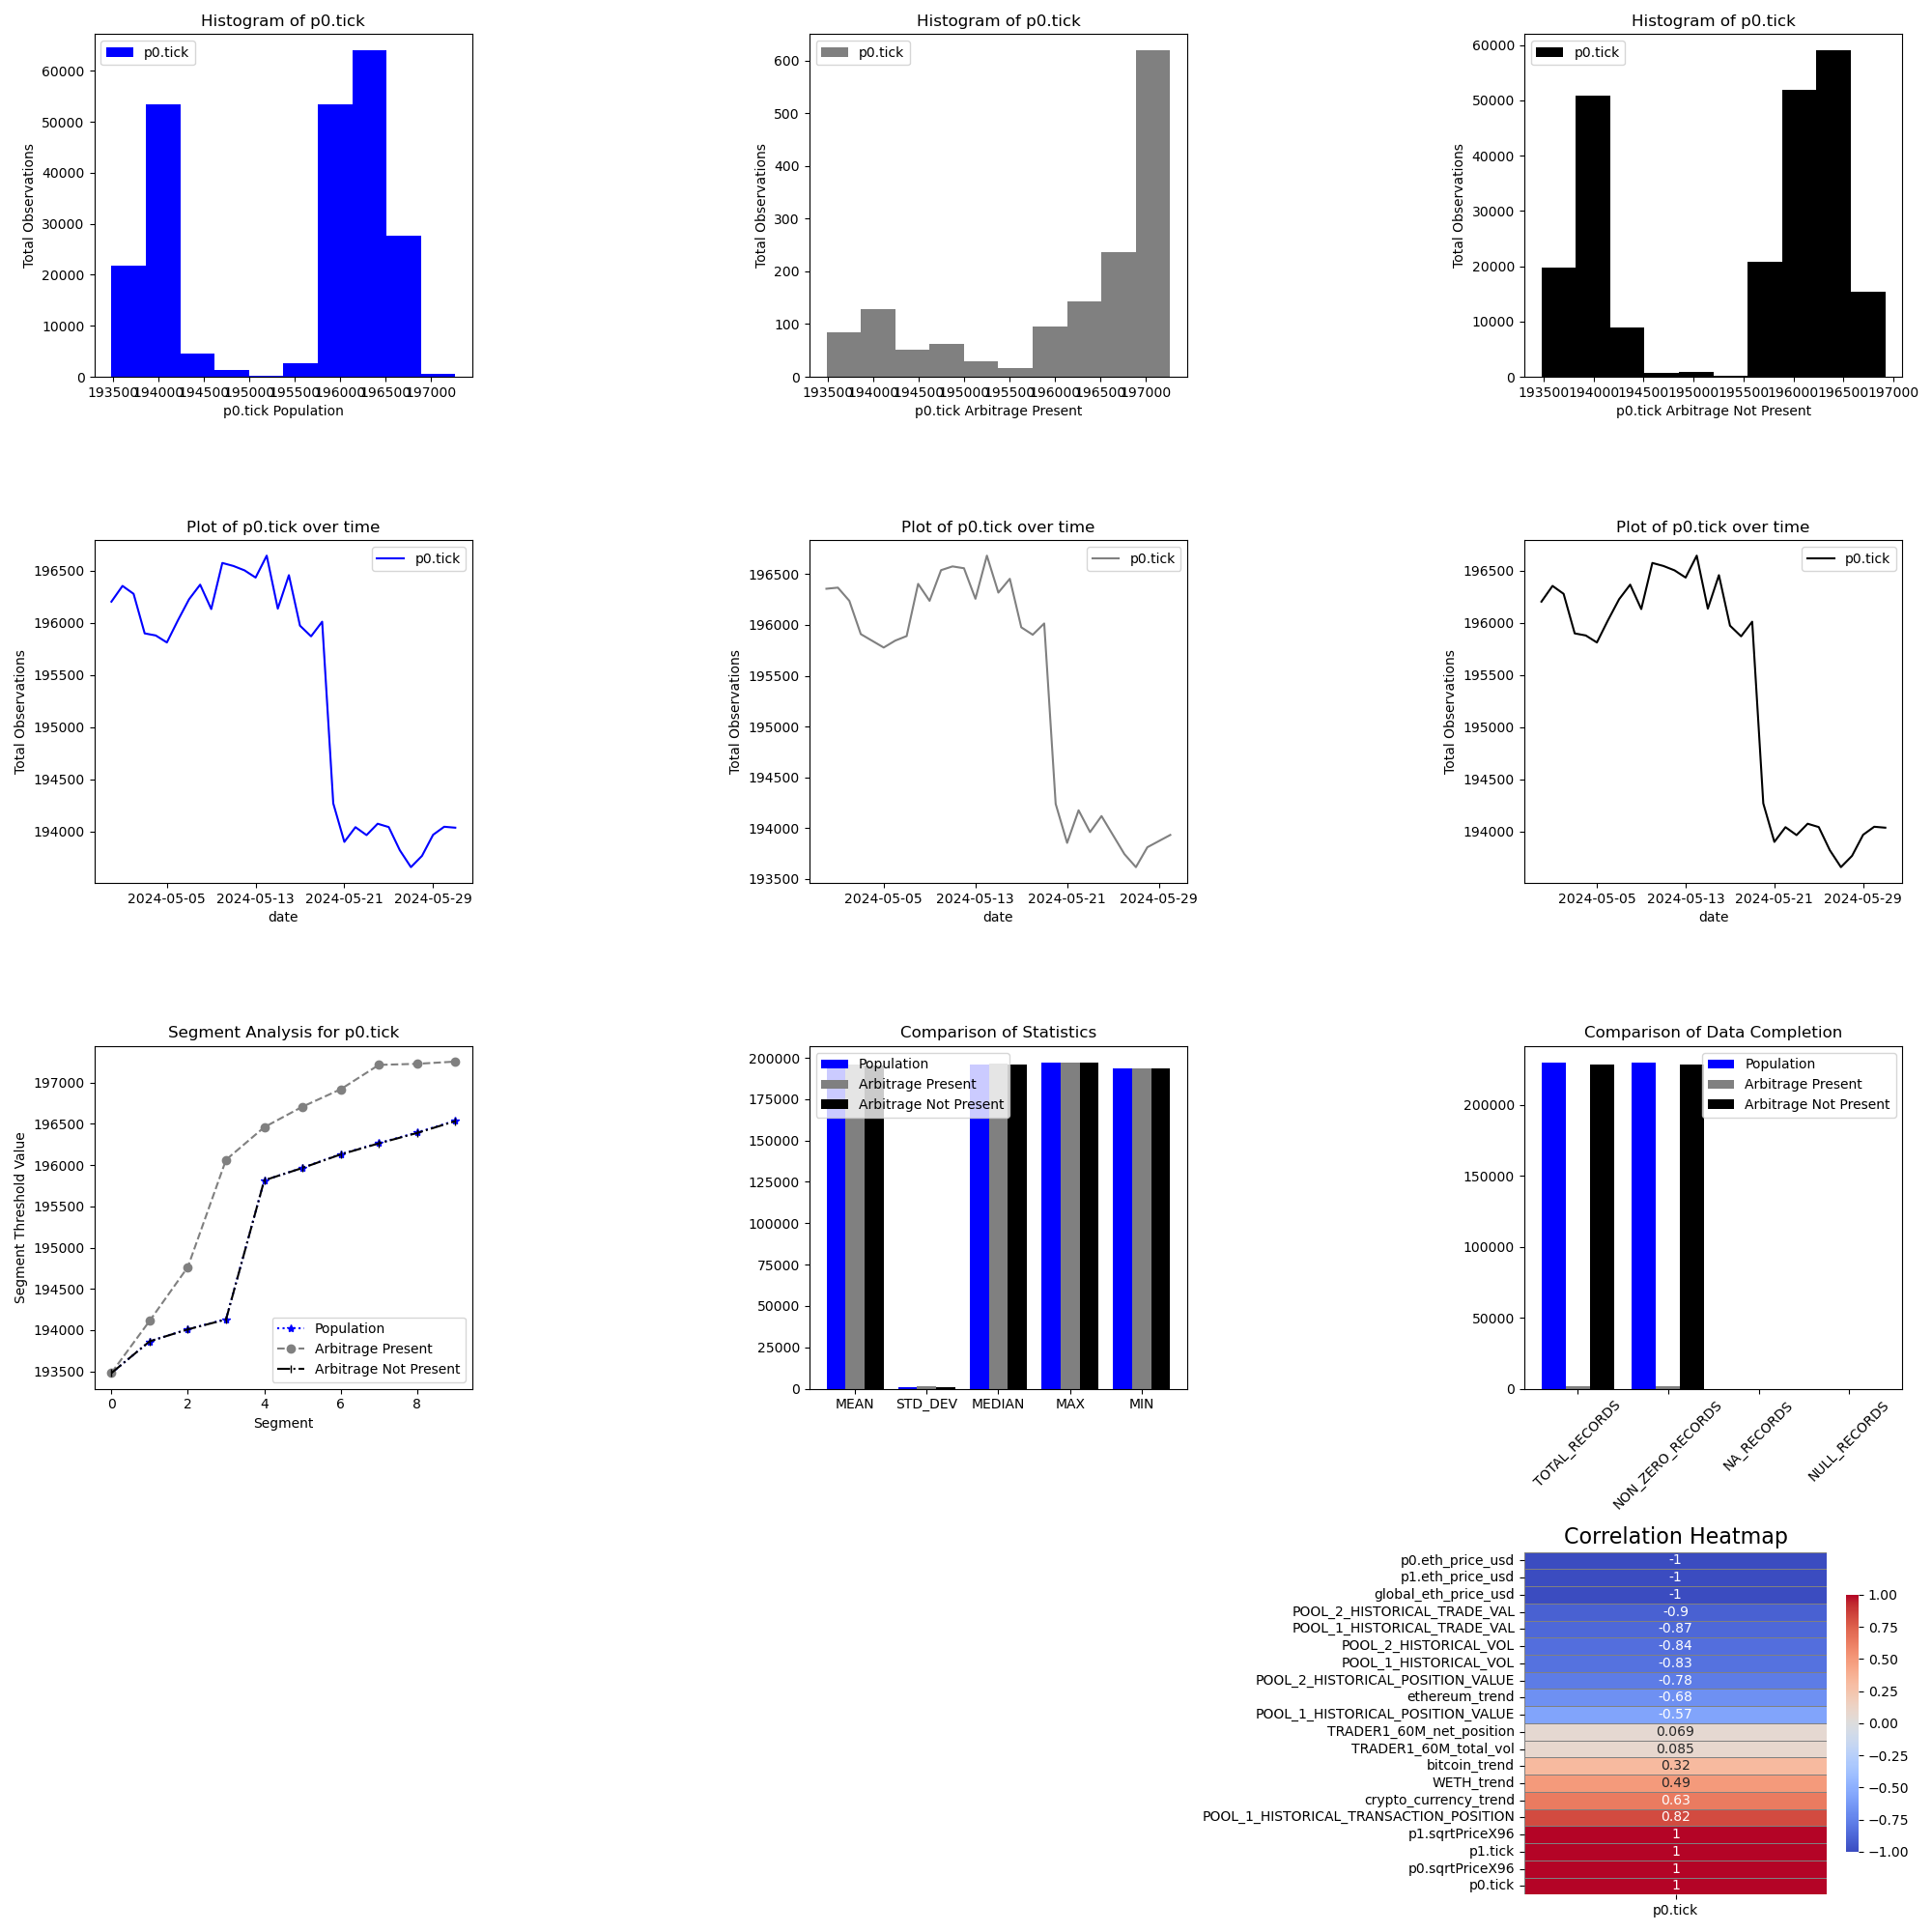 Histogram of p0.tick
p0.tick
60000
50000
40000
30000
20000
10000
0
Total Observations
193500 194000 194500 195000 195500 196000 196500 197000
p0.tick Population
Histogram of p0.tick
p0.tick
600
500
400
300
200
100
0
Total Observations
193500 194000 194500 195000 195500 196000 196500 197000
p0.tick Arbitrage Present
Histogram of p0.tick
p0.tick
60000
50000
40000
30000
20000
10000
0
Total Observations
193500 194000 194500 195000 195500 196000 196500 197000
p0.tick Arbitrage Not Present
Plot of p0.tick over time
p0.tick
196500
196000
195500
195000
194500
194000
Total Observations
2024-05-05 2024-05-13 2024-05-21 2024-05-29
date
Plot of p0.tick over time
p0.tick
196500
196000
195500
195000
194500
194000
193500
Total Observations
2024-05-05 2024-05-13 2024-05-21 2024-05-29
date
Plot of p0.tick over time
p0.tick
196500
196000
195500
195000
194500
194000
Total Observations
2024-05-05 2024-05-13 2024-05-21 2024-05-29
date
Segment Analysis for p0.tick
197000
196500
196000
195500
195000
194500
194000
193500
Segment Threshold Value
Population
Arbitrage Present
Arbitrage Not Present
0 2 4 6 8
Segment
Comparison of Statistics
Population
Arbitrage Present
Arbitrage Not Present
200000
175000
150000
125000
100000
75000
50000
25000
0
MEAN STD_DEV MEDIAN MAX MIN
Comparison of Data Completion
Population
Arbitrage Present
Arbitrage Not Present
200000
150000
100000
50000
0
TOTAL_RECORDS
NON_ZERO_RECORDS
NA_RECORDS
NULL_RECORDS
Correlation Heatmap
p0.eth_price_usd -1
p1.eth_price_usd -1
global_eth_price_usd -1
POOL_2_HISTORICAL_TRADE_VAL -0.9
POOL_1_HISTORICAL_TRADE_VAL -0.87
POOL_2_HISTORICAL_VOL -0.84
POOL_1_HISTORICAL_VOL -0.83
POOL_2_HISTORICAL_POSITION_VALUE -0.78
ethereum_trend -0.68
POOL_1_HISTORICAL_POSITION_VALUE -0.57
TRADER1_60M_net_position 0.069
TRADER1_60M_total_vol 0.085
bitcoin_trend 0.32
WETH_trend 0.49
crypto_currency_trend 0.63
POOL_1_HISTORICAL_TRANSACTION_POSITION 0.82
p1.sqrtPriceX96 1
p1.tick 1
p0.sqrtPriceX96 1
p0.tick 1
p0.tick
1.00
0.75
0.50
0.25
0.00
−0.25
−0.50
−0.75
−1.00